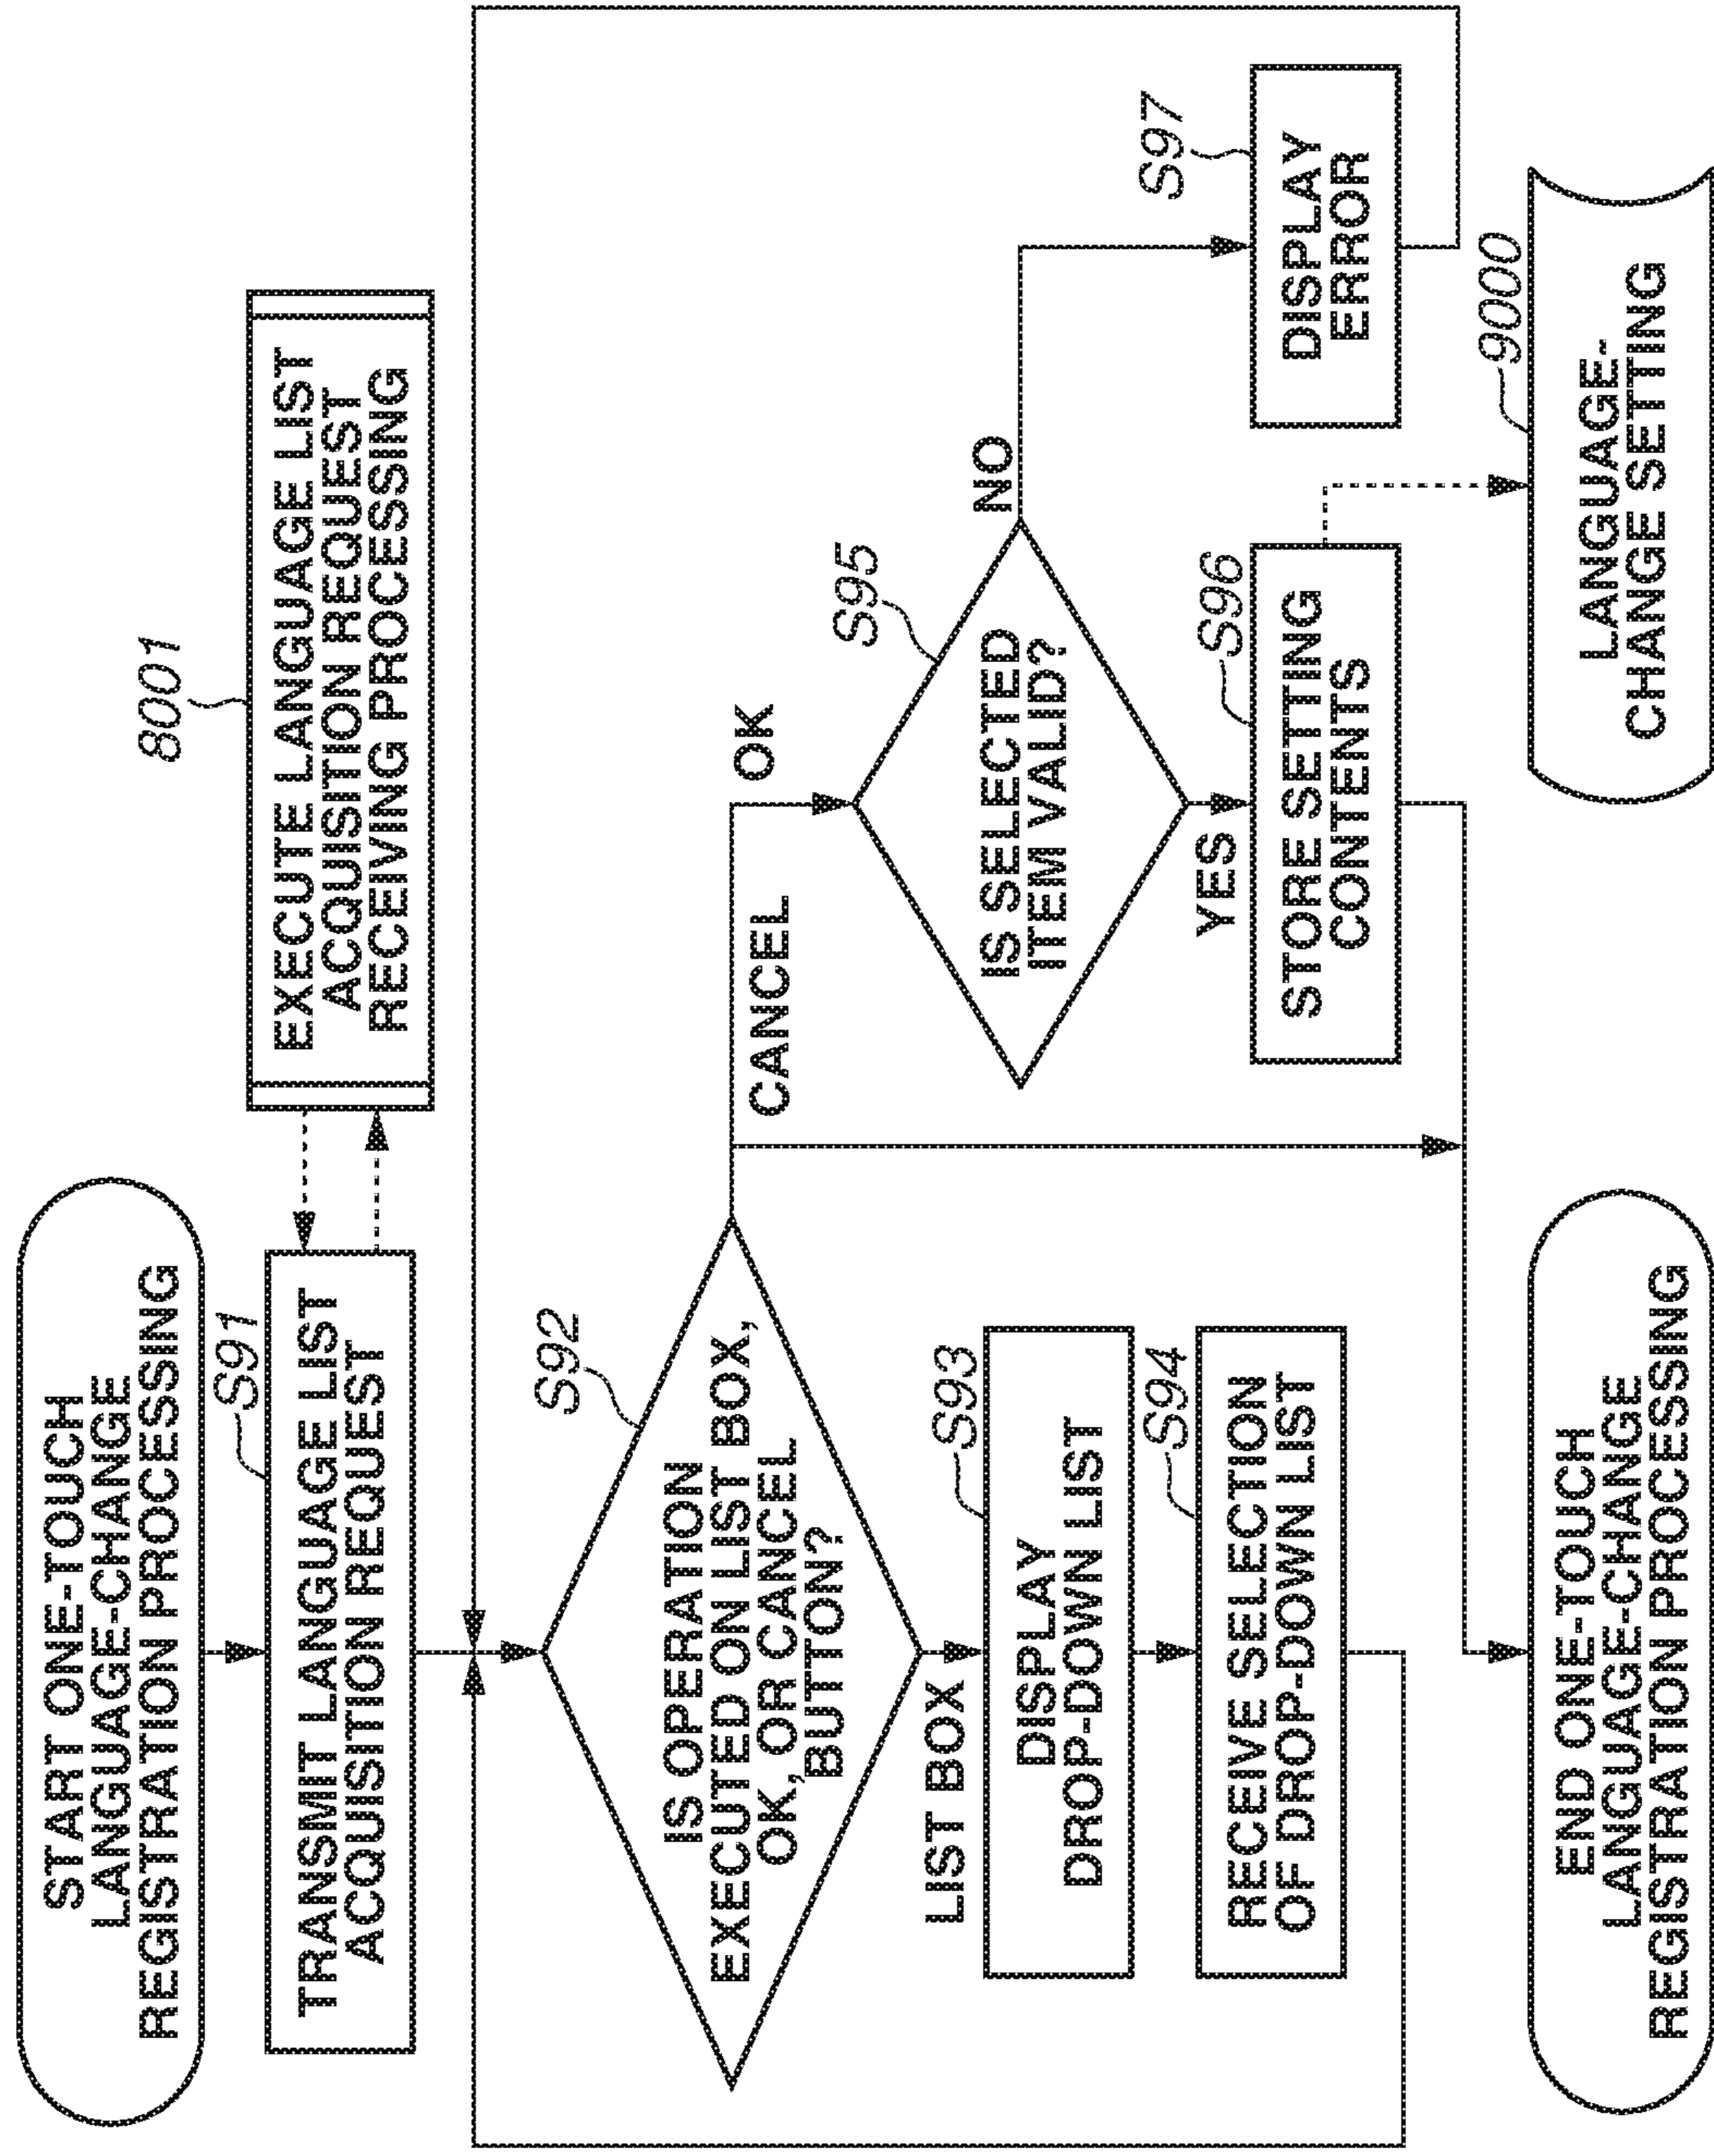 START ONE-TOUCH
LANGUAGE-CHANGE
REGISTRATION PROCESSING
S91
TRANSMIT LANGUAGE LIST
ACQUISITION REQUEST
8001
EXECUTE LANGUAGE LIST
ACQUISITION REQUEST
RECEIVING PROCESSING
S92
IS OPERATION
EXECUTED ON LIST BOX,
OK, OR CANCEL
BUTTON?
CANCEL
OK
LIST BOX
S93
DISPLAY
DROP-DOWN LIST
S94
RECEIVE SELECTION
OF DROP-DOWN LIST
S95
IS SELECTED
ITEM VALID?
NO
YES
S96
STORE SETTING
CONTENTS
S97
DISPLAY
ERROR
END ONE-TOUCH
LANGUAGE-CHANGE
REGISTRATION PROCESSING
9000
LANGUAGE-
CHANGE SETTING